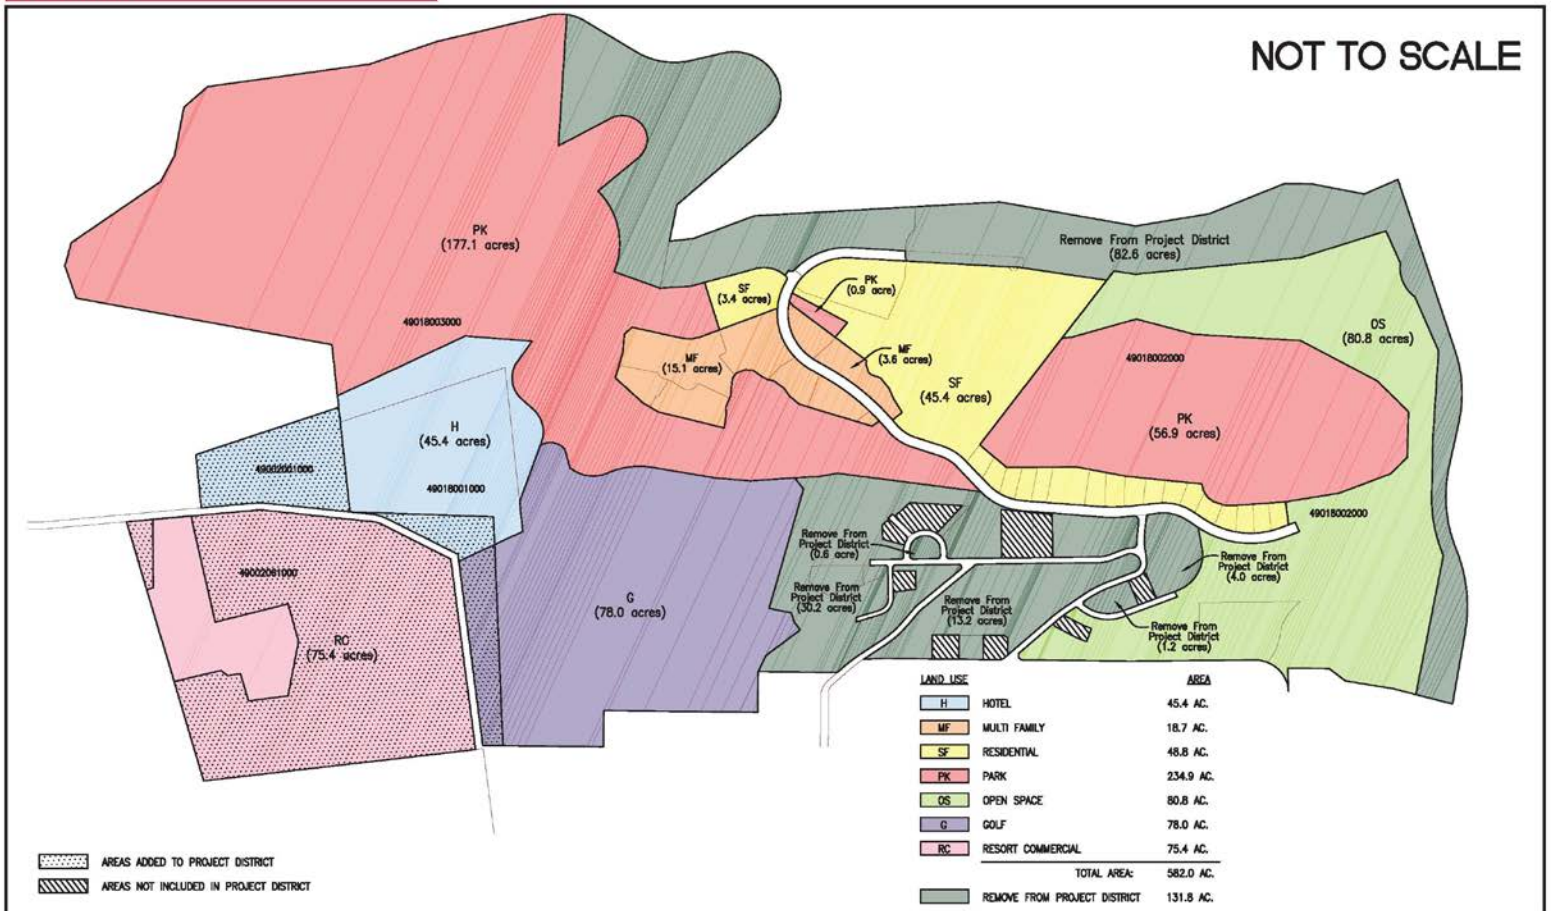 NOT TO SCALE
PK
(177.1 acres)
Remove From Project District
(82.6 acres)
PK
(0.9 acre)
SF
(3.4 acres)
49018003000
OS
(80.8 acres)
MF
(3.6 acres)
49018002000
MF
(15.1 acres)
SF
(45.4 acres)
PK
(56.9 acres)
H
(45.4 acres)
49002001000
49018001000
49018002000
Remove From
Project District
(0.6 acre)
Remove From
Project District
(4.0 acres)
49002061000
Remove From
Project District
(30.2 acres)
G
(78.0 acres)
Remove From
Project District
(13.2 acres)
Remove From
Project District
(1.2 acres)
RC
(75.4 acres)
LAND USE AREA
H HOTEL 45.4 AC.
MF MULTI FAMILY 18.7 AC.
SF RESIDENTIAL 48.8 AC.
PK PARK 234.9 AC.
OS OPEN SPACE 80.8 AC.
G GOLF 78.0 AC.
RC RESORT COMMERCIAL 75.4 AC.
TOTAL AREA: 582.0 AC.
REMOVE FROM PROJECT DISTRICT 131.8 AC.
AREAS ADDED TO PROJECT DISTRICT
AREAS NOT INCLUDED IN PROJECT DISTRICT